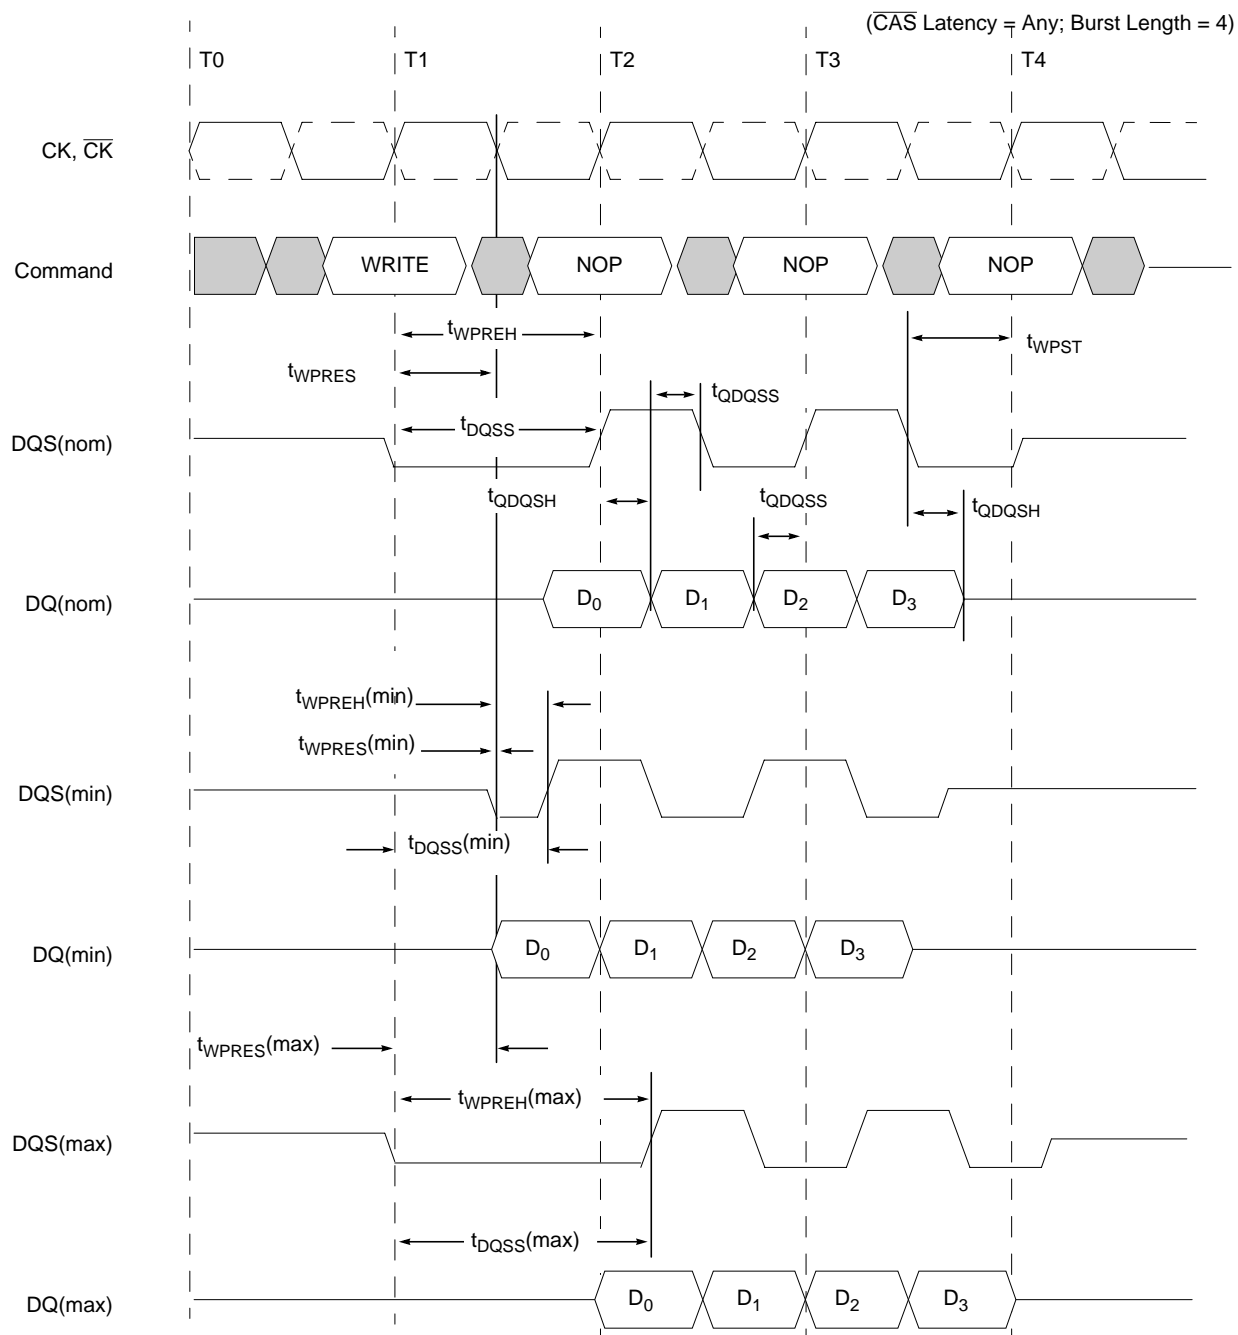 (C̅A̅S̅ Latency = Any; Burst Length = 4)
T0 T1 T2 T3 T4
CK, C̅K̅
Command WRITE NOP NOP NOP
tWPREH
tWPST
tWPRES
tQDQSS
DQS(nom) tDQSS
tQDQSH tQDQSS tQDQSH
DQ(nom) D0 D1 D2 D3
tWPREH(min)
tWPRES(min)
DQS(min)
tDQSS(min)
DQ(min) D0 D1 D2 D3
tWPRES(max)
tWPREH(max)
DQS(max)
tDQSS(max)
DQ(max) D0 D1 D2 D3